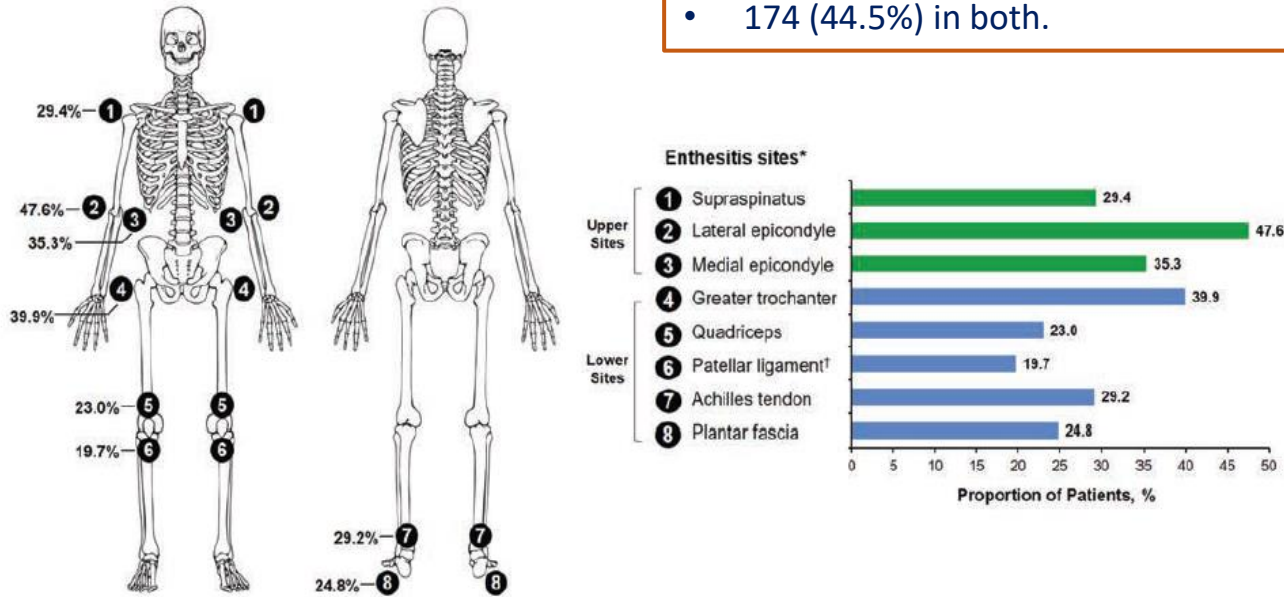 • 174 (44.5%) in both.
29.4%
1
1
47.6%
2
3
3
2
35.3%
4
4
39.9%
23.0%
5
5
19.7%
6
6
29.2%
7
7
24.8%
8
8
Enthesitis sites*
Upper
Sites
1 Supraspinatus
29.4
2 Lateral epicondyle
47.6
3 Medial epicondyle
35.3
Lower
Sites
4 Greater trochanter
39.9
5 Quadriceps
23.0
6 Patellar ligament†
19.7
7 Achilles tendon
29.2
8 Plantar fascia
24.8
0 5 10 15 20 25 30 35 40 45 50
Proportion of Patients, %